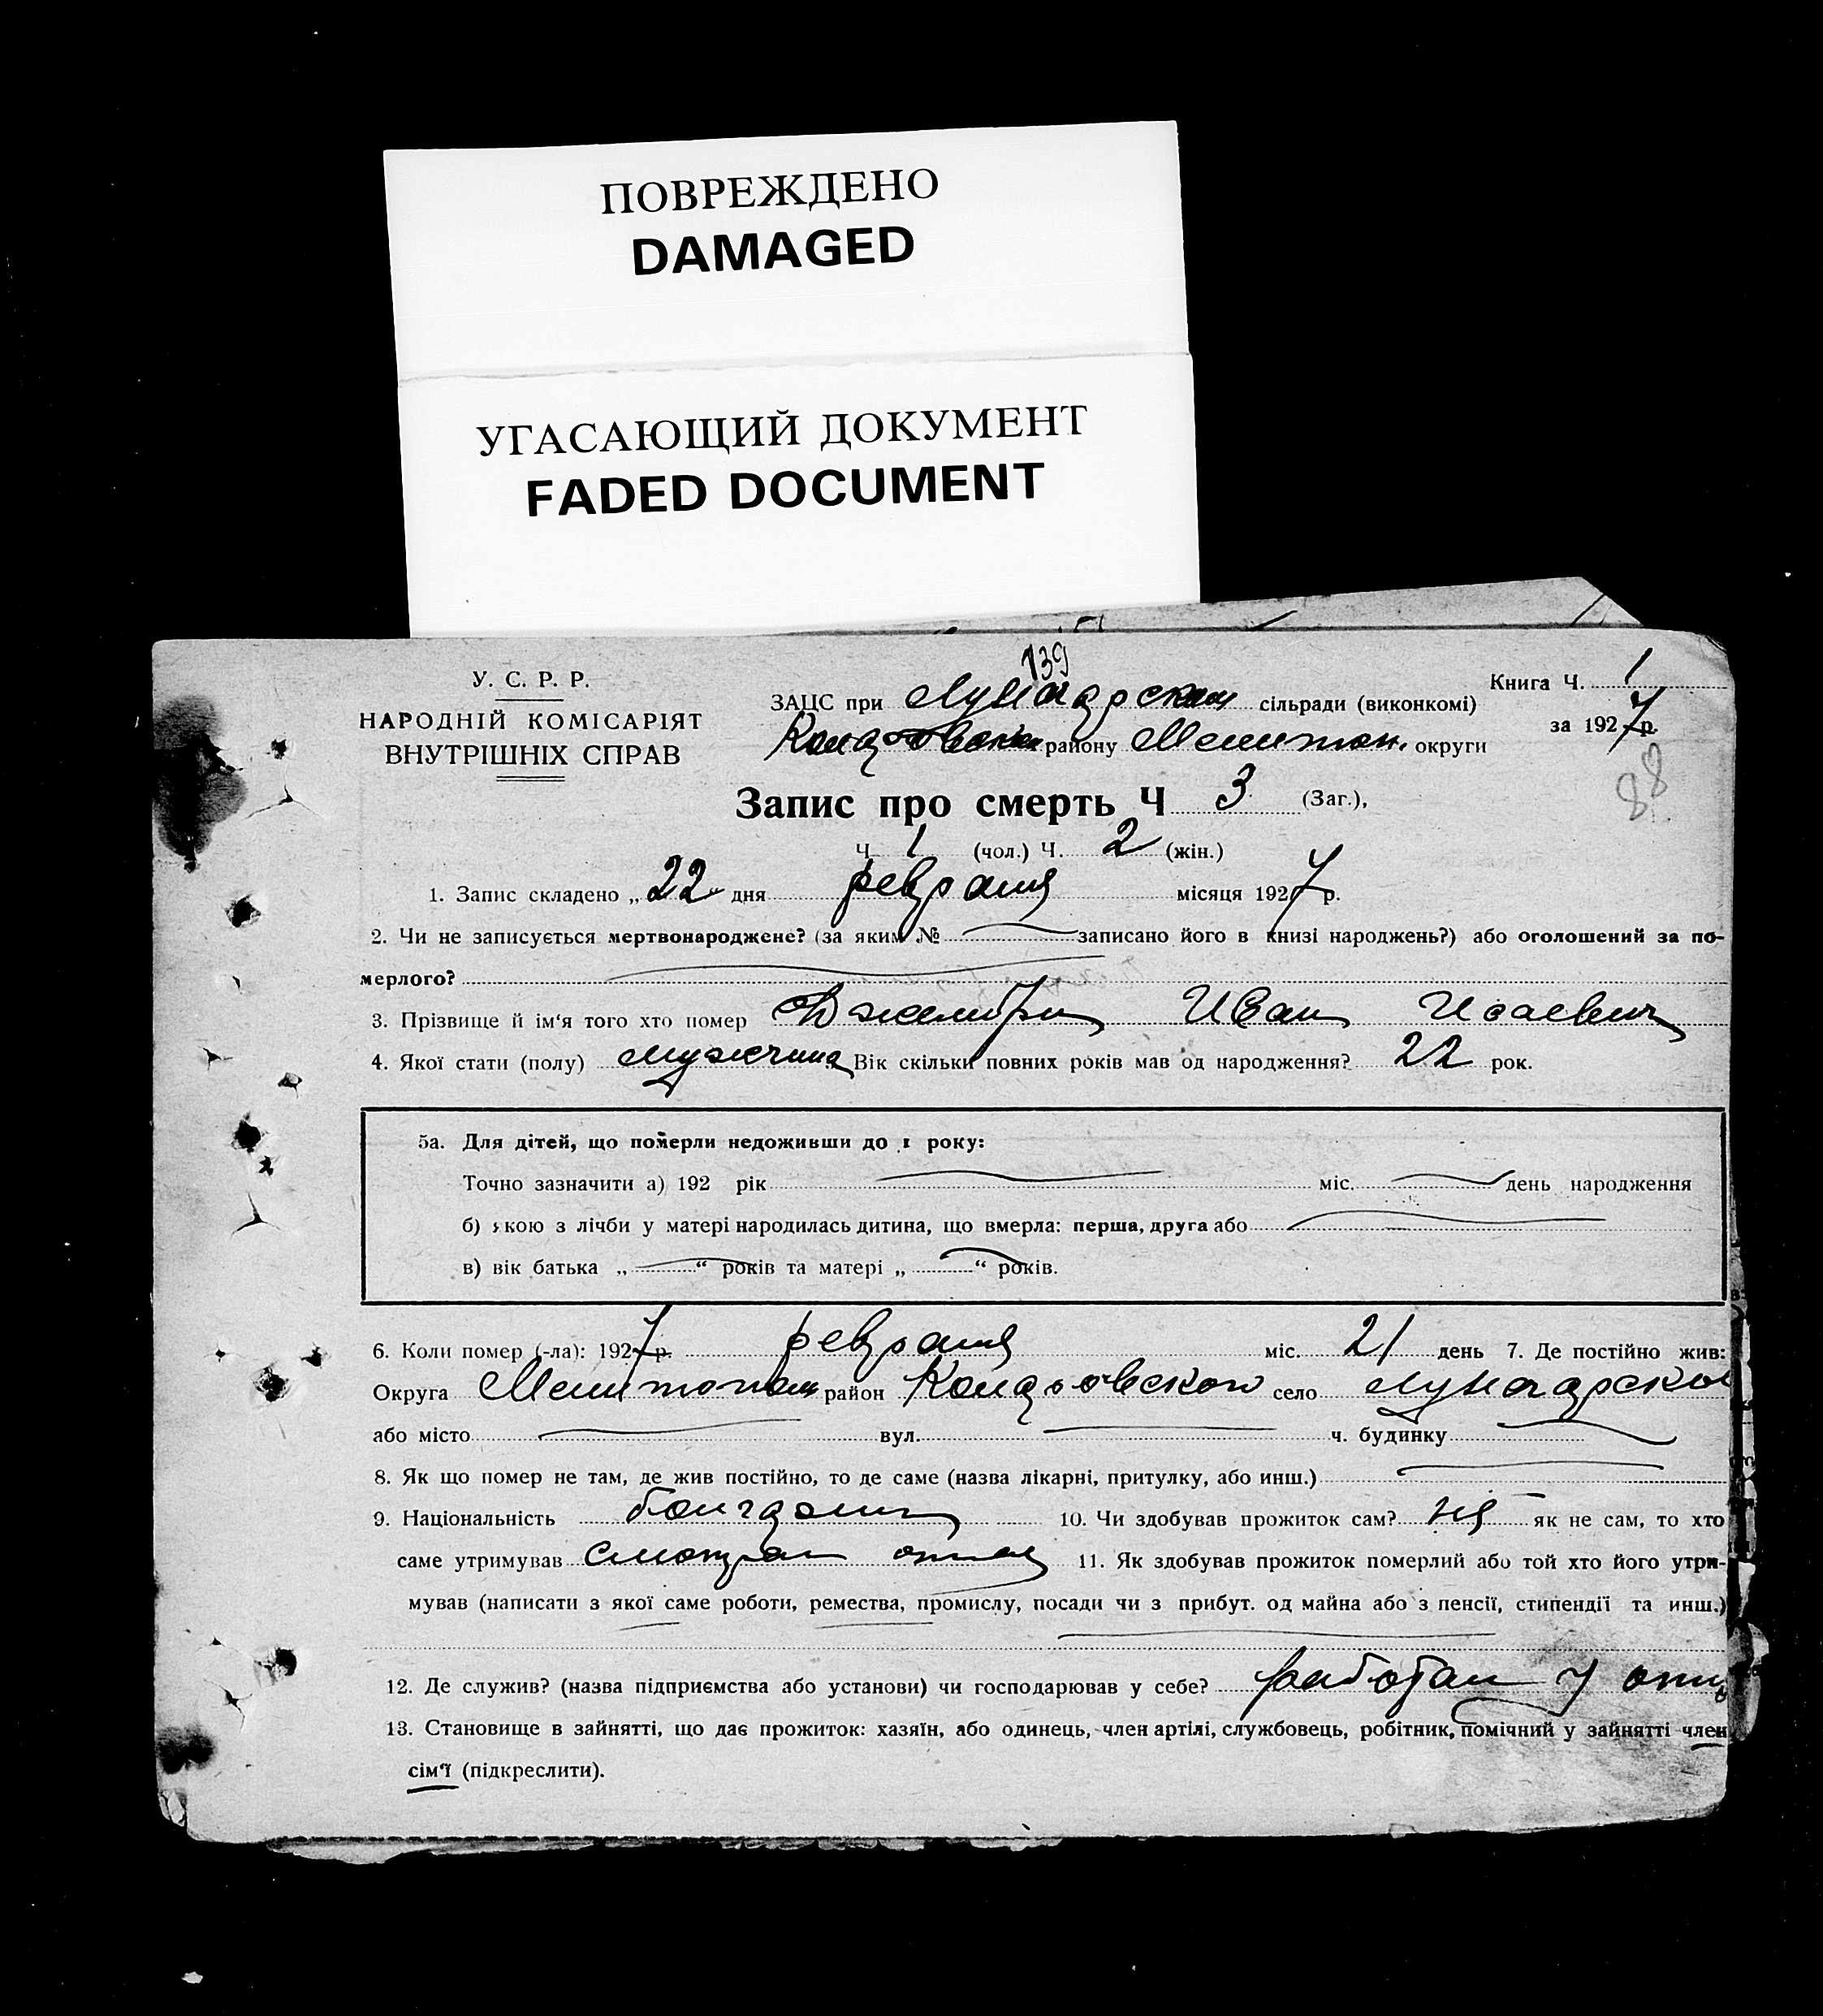 ПОВРЕЖДЕНО
DAMAGED
УГАСАЮЩИЙ ДОКУМЕНТ
FADED DOCUMENT
139
У. С. Р. Р.
НАРОДНІЙ КОМІСАРІЯТ
ВНУТРІШНІХ СПРАВ
ЗАЦС при Луначарском сільради (виконкомі)
району Мелитоп. округи
Книга Ч. 1
за 1927 р.
88
Запис про смерть Ч 3 (Заг.),
Ч 1 (чол.) Ч. 2 (жін.)
1. Запис складено „ 22 дня февраля місяця 1927 р.
2. Чи не записується мертвонароджене? (за яким № записано його в книзі народжень?) або оголошений за по-
мерлого?
3. Прізвище й ім'я того хто помер Иван Исаевич
4. Якої стати (полу) мужчина Вік скільки повних років мав од народження? 22 рок.
5а. Для дітей, що померли недоживши до 1 року:
Точно зазначити а) 192 рік міс. день народження
б) якою з лічби у матері народилась дитина, що вмерла: перша, друга або
в) вік батька „ “ років та матері „ “ років.
6. Коли помер (-ла): 1927 р. февраля міс. 21 день 7. Де постійно жив:
Округа район село
або місто вул. ч. будинку
8. Як що помер не там, де жив постійно, то де саме (назва лікарні, притулку, або инш.)
9. Національність болгарин 10. Чи здобував прожиток сам? як не сам, то хто
саме утримував 11. Як здобував прожиток померлий або той хто його утри-
мував (написати з якої саме роботи, ремества, промислу, посади чи з прибут. од майна або з пенсії, стипендії та инш.)
12. Де служив? (назва підприємства або установи) чи господарював у себе? работал у
13. Становище в зайнятті, що дає прожиток: хазяїн, або одинець, член артілі, службовець, робітник, помічний у зайнятті член
сім'ї (підкреслити).